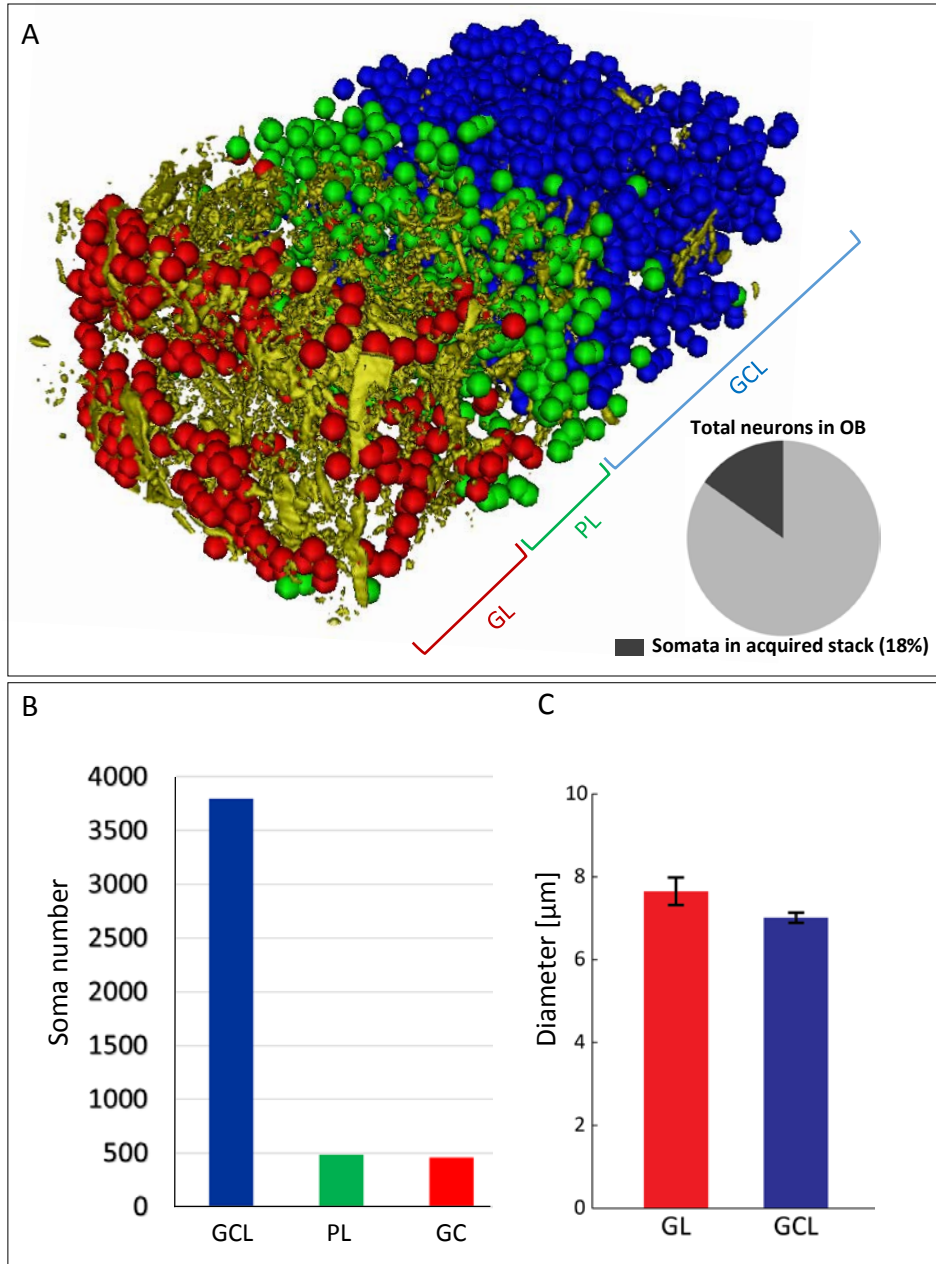 A
GCL
PL
GL
Total neurons in OB
Somata in acquired stack (18%)
B
Soma number
4000
3500
3000
2500
2000
1500
1000
500
0
GCL PL GC
C
Diameter [µm]
10
8
6
4
2
0
GL GCL